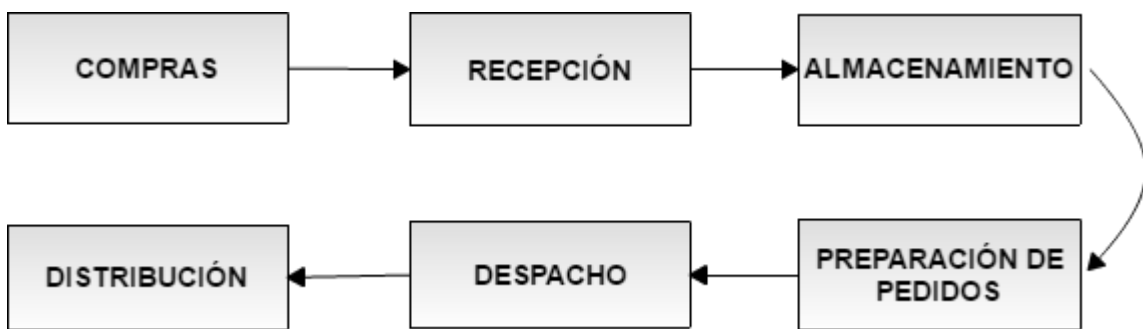 COMPRAS
RECEPCIÓN
ALMACENAMIENTO
PREPARACIÓN DE
PEDIDOS
DESPACHO
DISTRIBUCIÓN